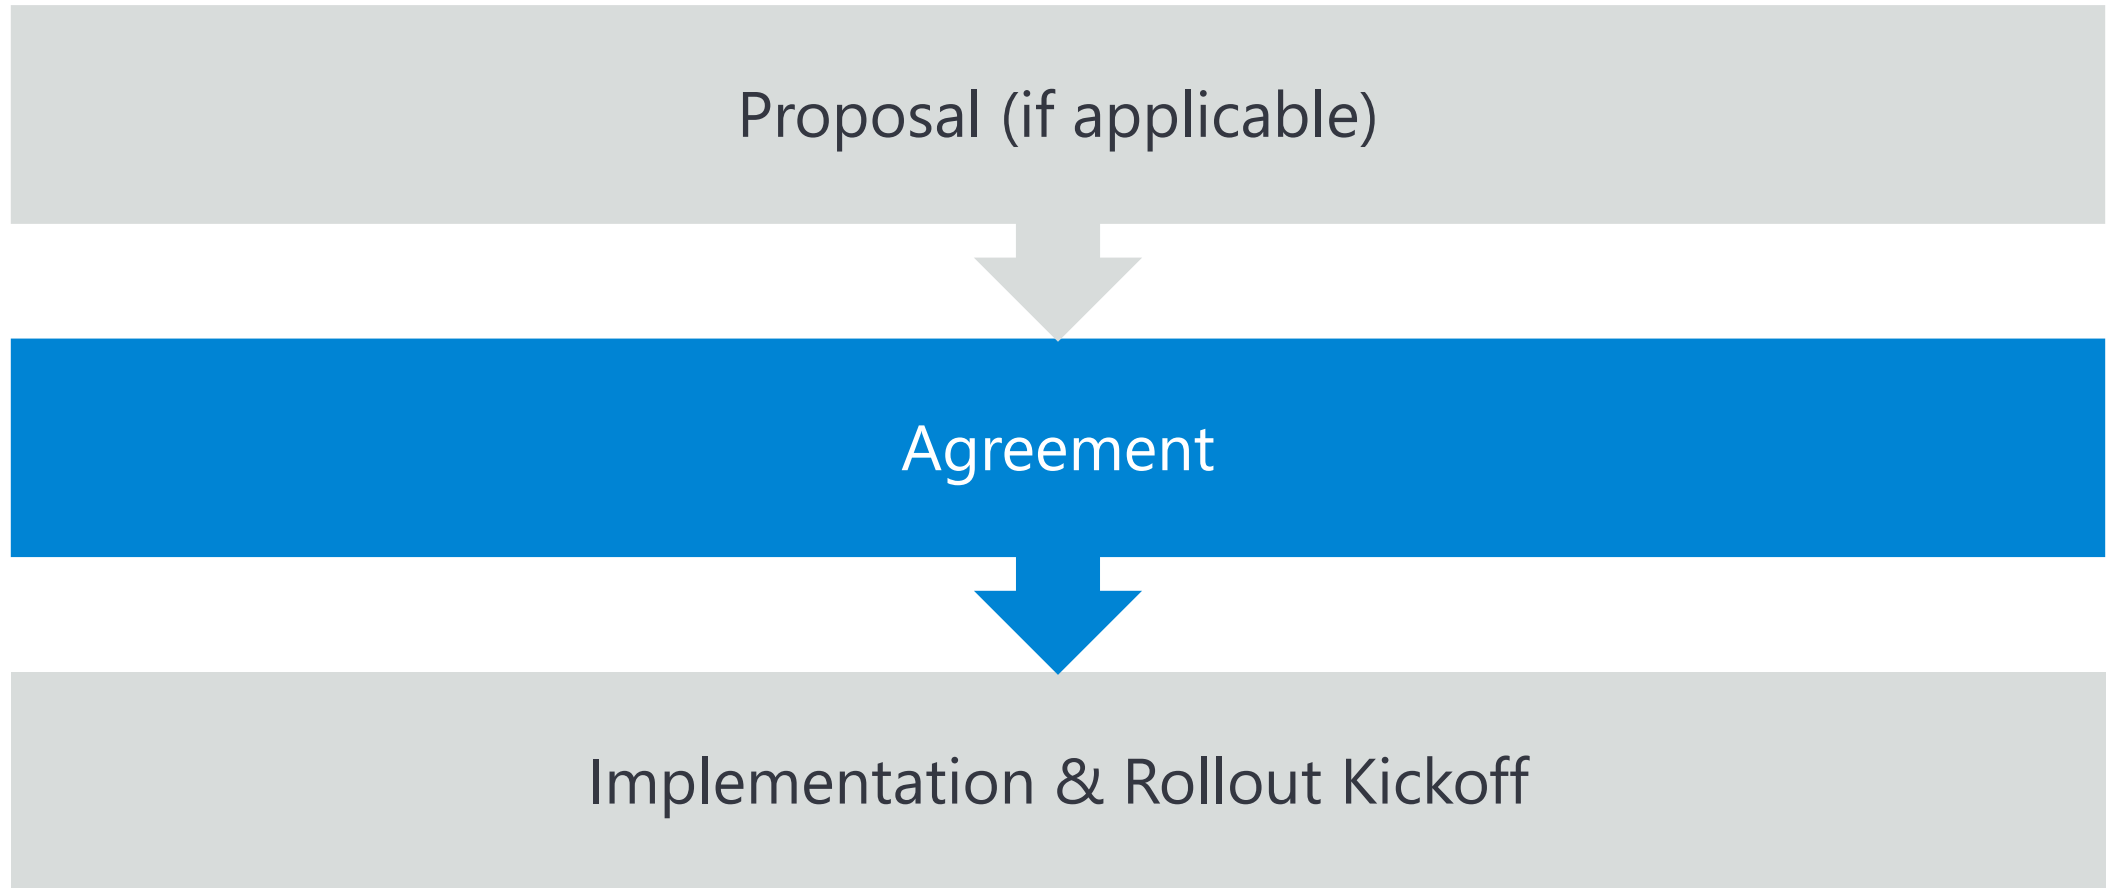 Proposal (if applicable)
Agreement
Implementation & Rollout Kickoff